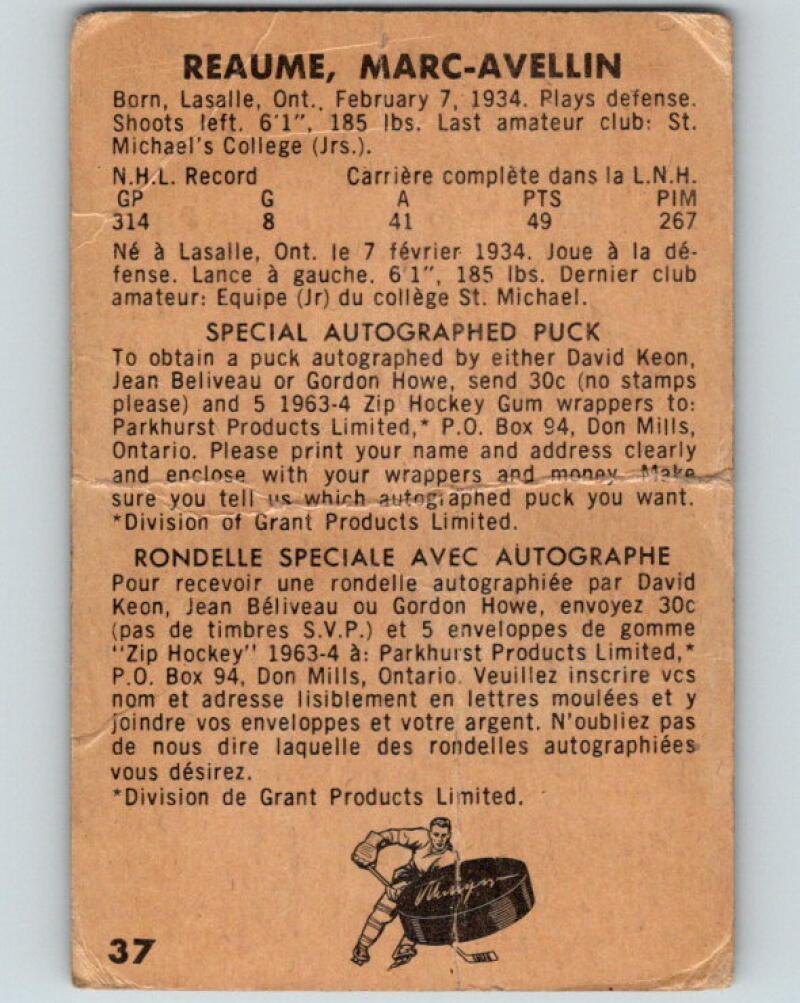 REAUME, MARC-AVELLIN
Born, Lasalle, Ont., February 7, 1934. Plays defense.
Shoots left. 6'1", 185 lbs. Last amateur club: St.
Michael's College (Jrs.).
N.H.L. Record Carrière complète dans la L.N.H.
GP G A PTS PIM
314 8 41 49 267
Né à Lasalle, Ont. le 7 février 1934. Joue à la dé-
fense. Lance à gauche. 6'1", 185 lbs. Dernier club
amateur: Equipe (Jr) du collège St. Michael.
SPECIAL AUTOGRAPHED PUCK
To obtain a puck autographed by either David Keon,
Jean Beliveau or Gordon Howe, send 30c (no stamps
please) and 5 1963-4 Zip Hockey Gum wrappers to:
Parkhurst Products Limited,* P.O. Box 94, Don Mills,
Ontario. Please print your name and address clearly
and enclose with your wrappers and money. Make
sure you tell us which autographed puck you want.
*Division of Grant Products Limited.
RONDELLE SPECIALE AVEC AUTOGRAPHE
Pour recevoir une rondelle autographiée par David
Keon, Jean Béliveau ou Gordon Howe, envoyez 30c
(pas de timbres S.V.P.) et 5 enveloppes de gomme
"Zip Hockey" 1963-4 à: Parkhurst Products Limited,*
P.O. Box 94, Don Mills, Ontario. Veuillez inscrire vos
nom et adresse lisiblement en lettres moulées et y
joindre vos enveloppes et votre argent. N'oubliez pas
de nous dire laquelle des rondelles autographiées
vous désirez.
*Division de Grant Products Limited.
37